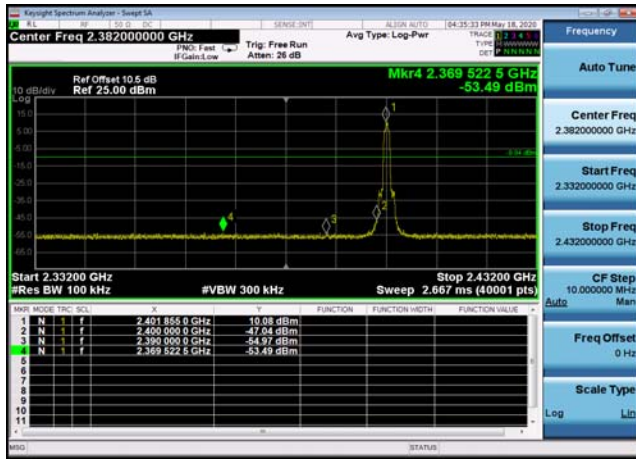 Keysight Spectrum Analyzer - Swept SA
RL RF 50 Ω DC SENSE:INT ALIGN AUTO 04:35:33 PM May 18, 2020
Center Freq 2.382000000 GHz
PNO: Fast
IFGain:Low
Trig: Free Run
Atten: 26 dB
Avg Type: Log-Pwr
TRACE 1 2 3 4 5 6
TYPE
DET P N N N N N
Ref Offset 10.5 dB
10 dB/div Ref 25.00 dBm
Log
Mkr4 2.369 522 5 GHz
-53.49 dBm
15.0
5.00
-5.00
-15.0
-25.0
-35.0
-45.0
-55.0
-65.0
1
2
3
4
Start 2.33200 GHz Stop 2.43200 GHz
#Res BW 100 kHz #VBW 300 kHz Sweep 2.667 ms (40001 pts)
MKR MODE TRC SCL X Y FUNCTION FUNCTION WIDTH FUNCTION VALUE
1 N 1 f 2.401 855 0 GHz 10.08 dBm
2 N 1 f 2.400 000 0 GHz -47.04 dBm
3 N 1 f 2.390 000 0 GHz -54.97 dBm
4 N 1 f 2.369 522 5 GHz -53.49 dBm
5
6
7
8
9
10
11
MSG STATUS
Frequency
Auto Tune
Center Freq
2.382000000 GHz
Start Freq
2.332000000 GHz
Stop Freq
2.432000000 GHz
CF Step
10.000000 MHz
Auto Man
Freq Offset
0 Hz
Scale Type
Log Lin